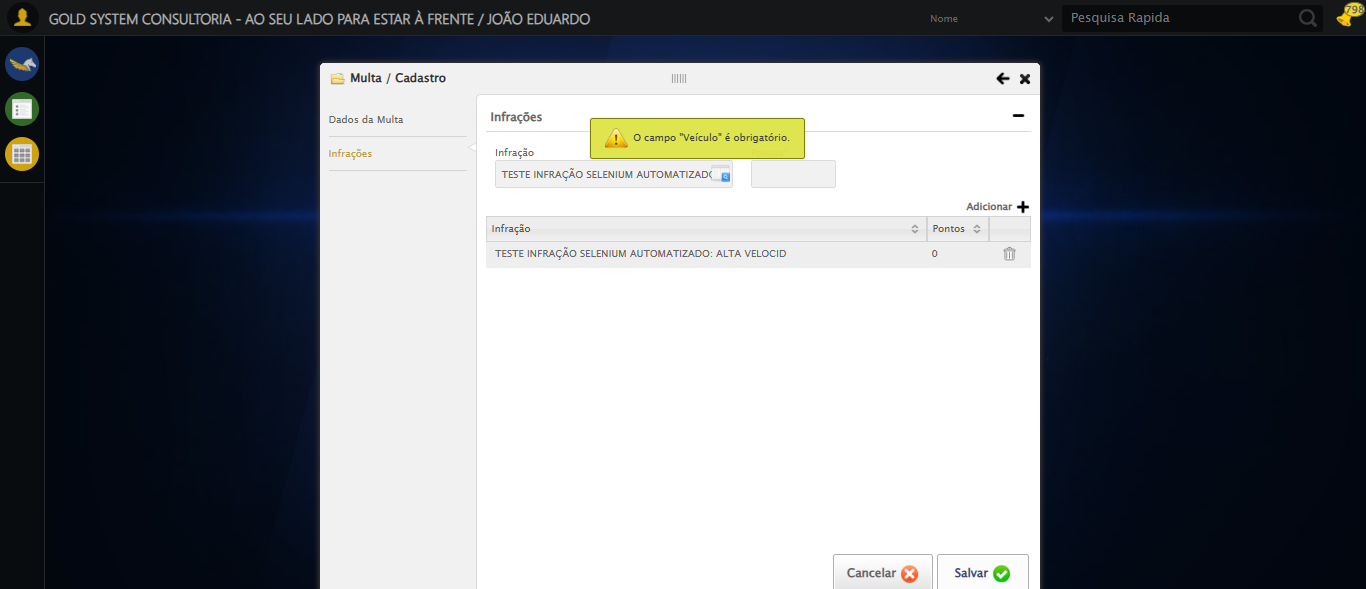 GOLD SYSTEM CONSULTORIA - AO SEU LADO PARA ESTAR À FRENTE / JOÃO EDUARDO
Nome
Pesquisa Rapida
798
Multa / Cadastro
Dados da Multa
Infrações
Infrações
O campo "Veículo" é obrigatório.
Infração
TESTE INFRAÇÃO SELENIUM AUTOMATIZADO
Adicionar
Infração Pontos
TESTE INFRAÇÃO SELENIUM AUTOMATIZADO: ALTA VELOCID 0
Cancelar Salvar